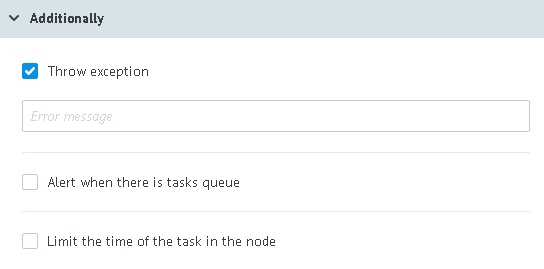 Additionally
Throw exception
Error message
Alert when there is tasks queue
Limit the time of the task in the node